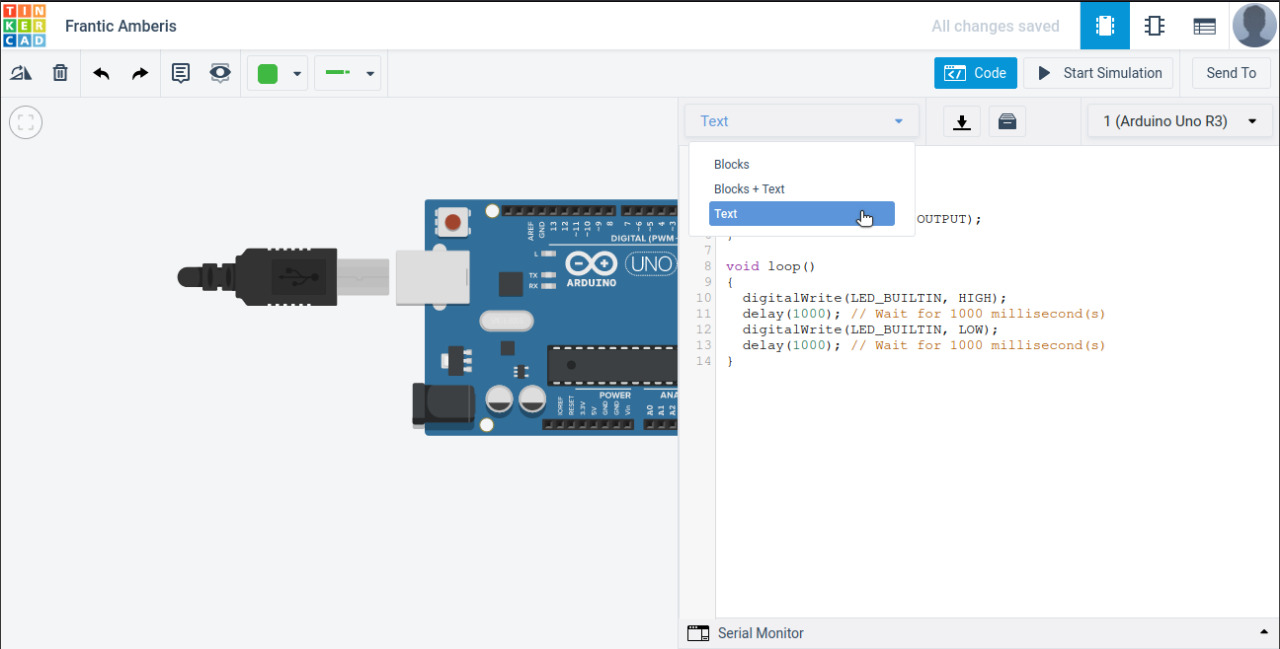 TIN
KER
CAD
Frantic Amberis
All changes saved
Code
Start Simulation
Send To
Text
1 (Arduino Uno R3)
Blocks
Blocks + Text
Text
OUTPUT);
}
7
8 void loop()
9 {
10 digitalWrite(LED_BUILTIN, HIGH);
11 delay(1000); // Wait for 1000 millisecond(s)
12 digitalWrite(LED_BUILTIN, LOW);
13 delay(1000); // Wait for 1000 millisecond(s)
14 }
AREF
GND
13
12
~11
~10
~9
8
7
~6
~5
4
~3
DIGITAL (PWM
L
TX
RX
UNO
ARDUINO
POWER
ANA
IOREF
RESET
3.3V
5V
GND
GND
Vin
A0
A1
A2
Serial Monitor